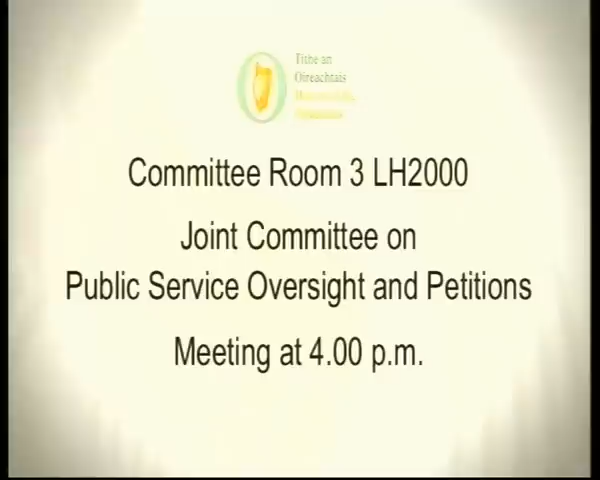 Tithe an
Oireachtais
Committee Room 3 LH2000
Joint Committee on
Public Service Oversight and Petitions
Meeting at 4.00 p.m.